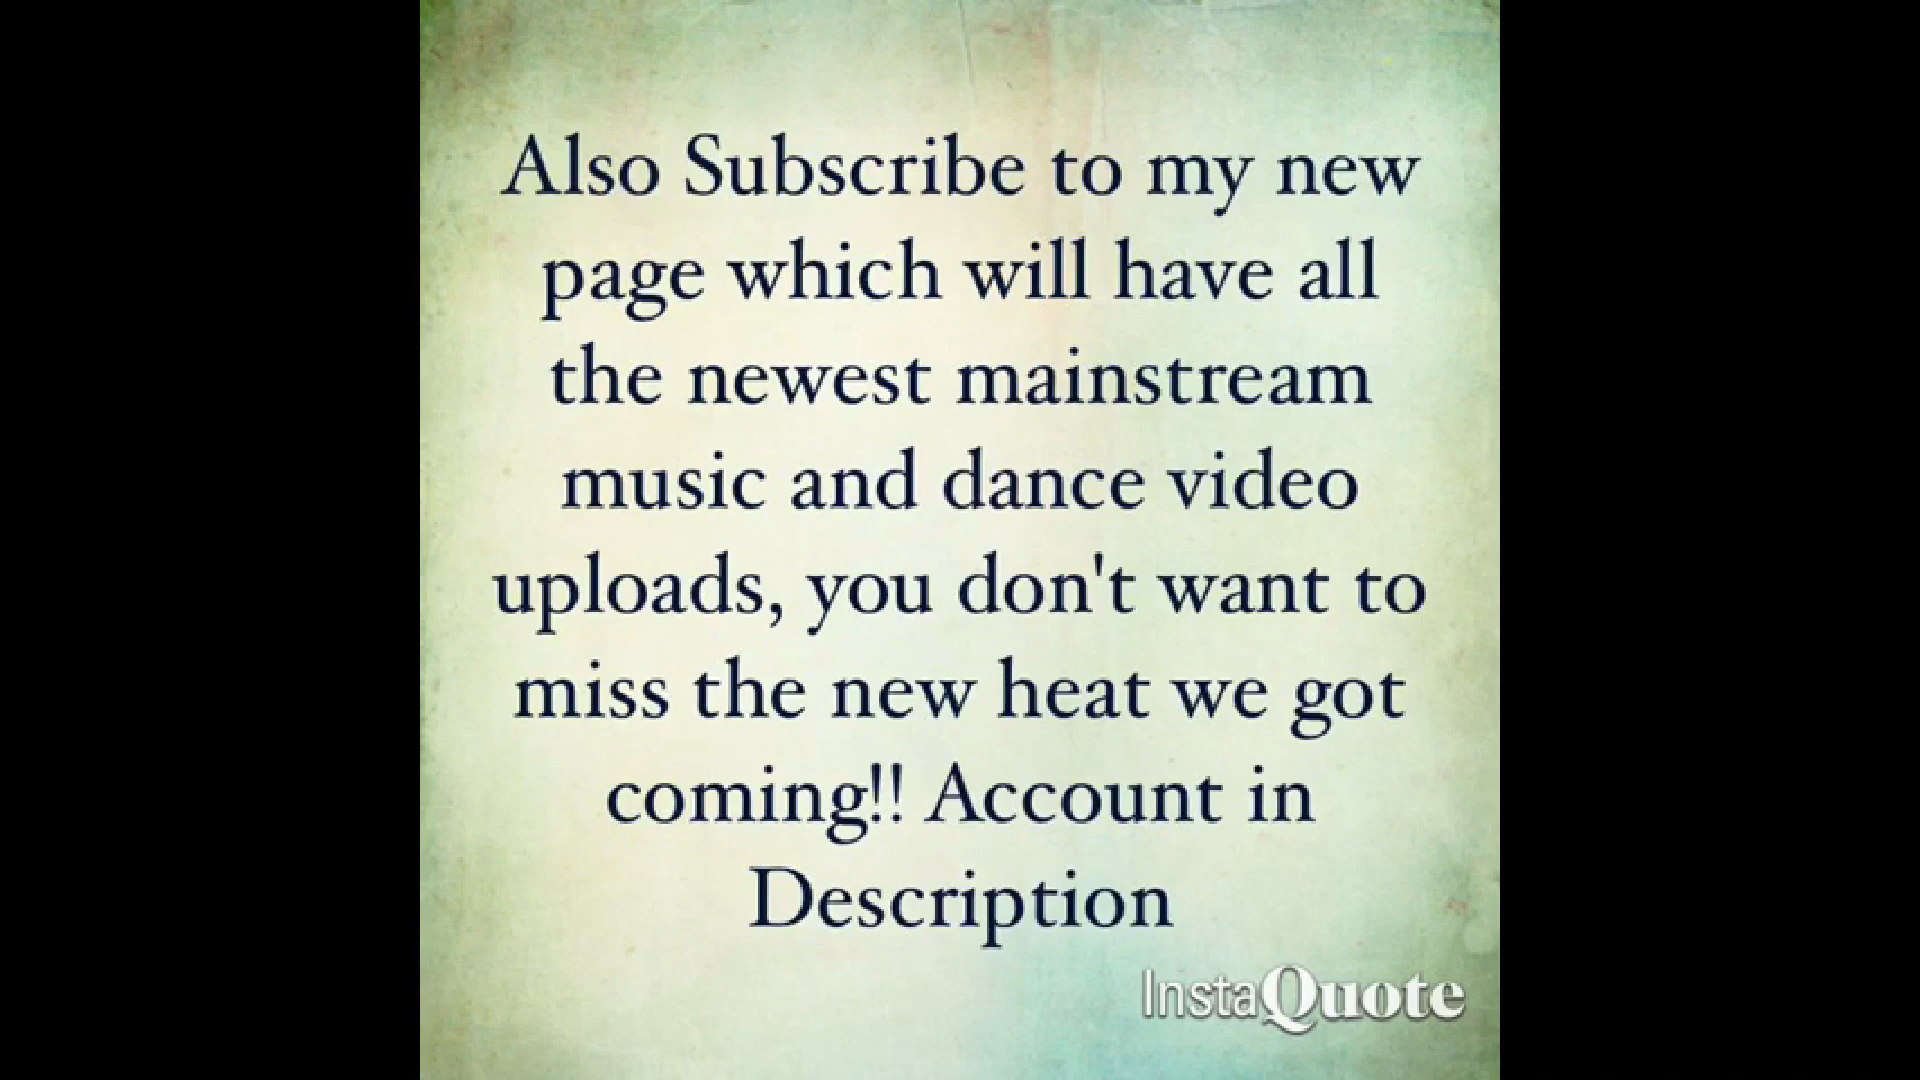 Also Subscribe to my new
page which will have all
the newest mainstream
music and dance video
uploads, you don't want to
miss the new heat we got
coming!! Account in
Description
InstaQuote